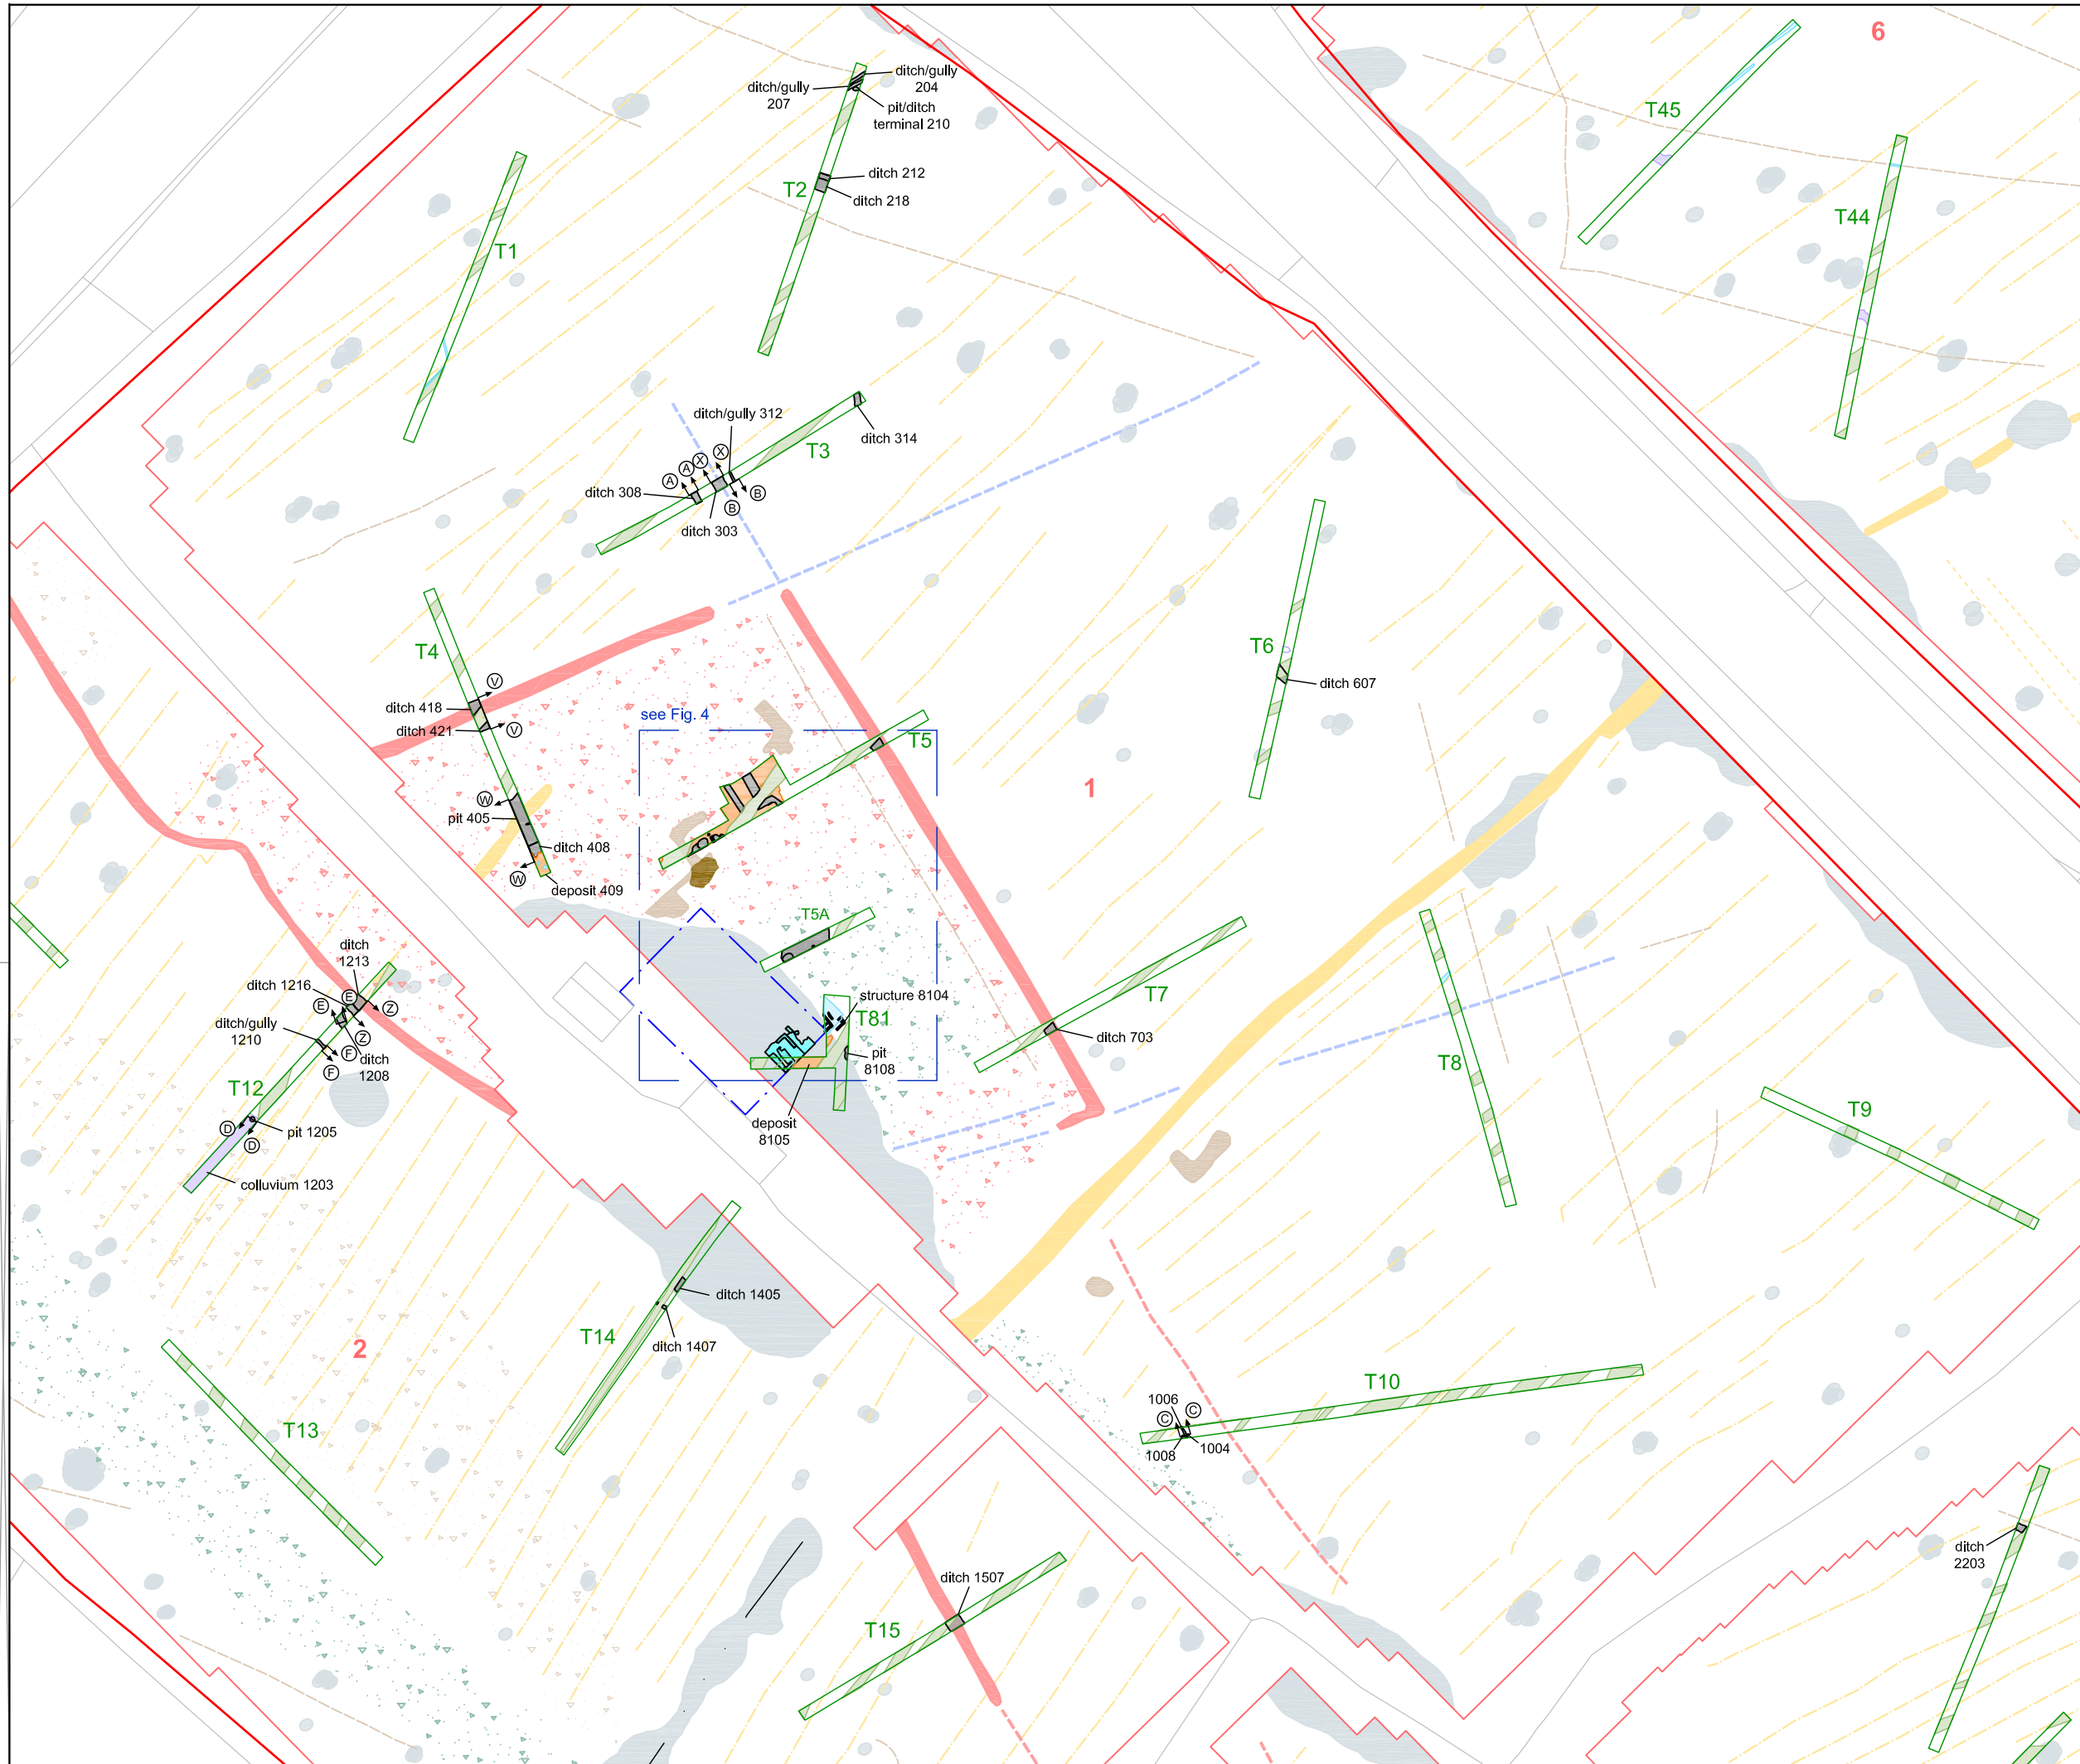 6
ditch/gully
204
ditch/gully
207
pit/ditch
terminal 210
T45
T2
ditch 212
ditch 218
T44
T1
ditch/gully 312
ditch 314
T3
X
X
A
A
B
B
ditch 308
ditch 303
T4
T6
ditch 607
V
ditch 418
V
ditch 421
see Fig. 4
T5
1
W
pit 405
ditch 408
W
deposit 409
T5A
ditch
1213
ditch 1216
E
E
Z
Z
ditch/gully
1210
F
F
ditch
1208
structure 8104
T81
pit
8108
T7
ditch 703
T8
T12
D
D
pit 1205
colluvium 1203
deposit
8105
T9
ditch 1405
ditch 1407
T14
2
T13
T10
1006
C
C
1004
1008
ditch 1507
T15
ditch
2203